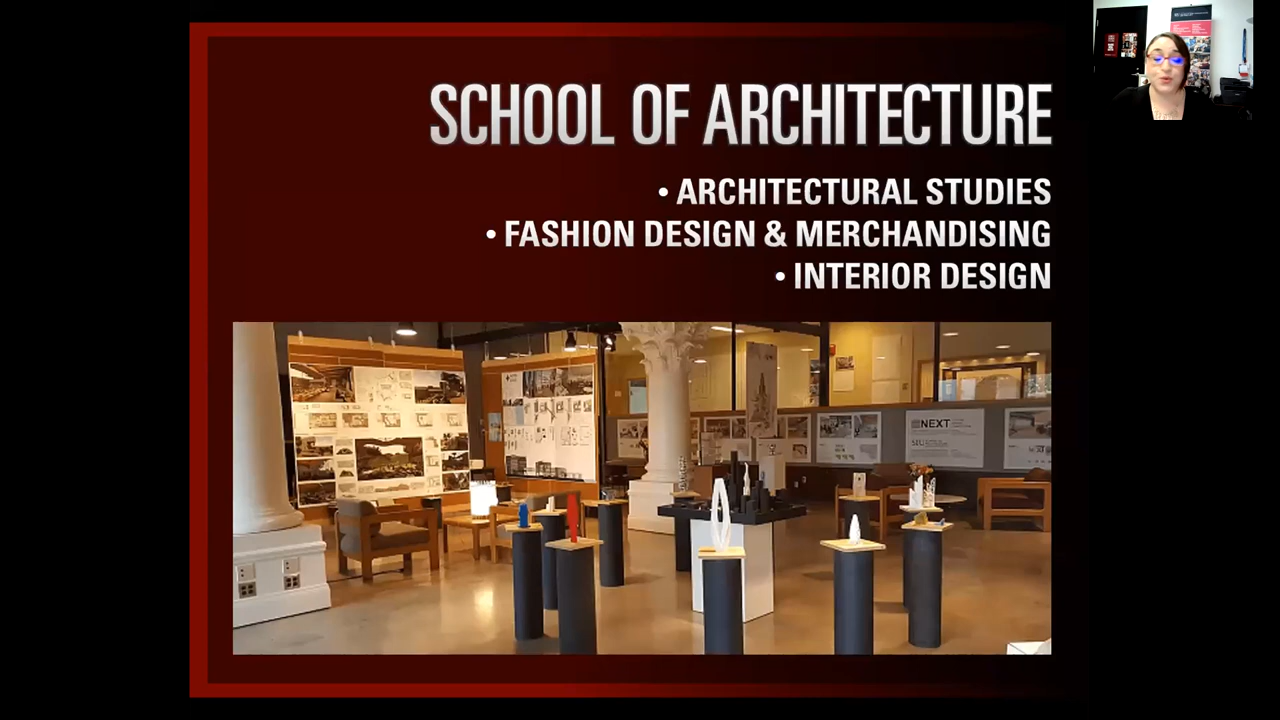 SCHOOL OF ARCHITECTURE
• ARCHITECTURAL STUDIES
• FASHION DESIGN & MERCHANDISING
• INTERIOR DESIGN
NEXT